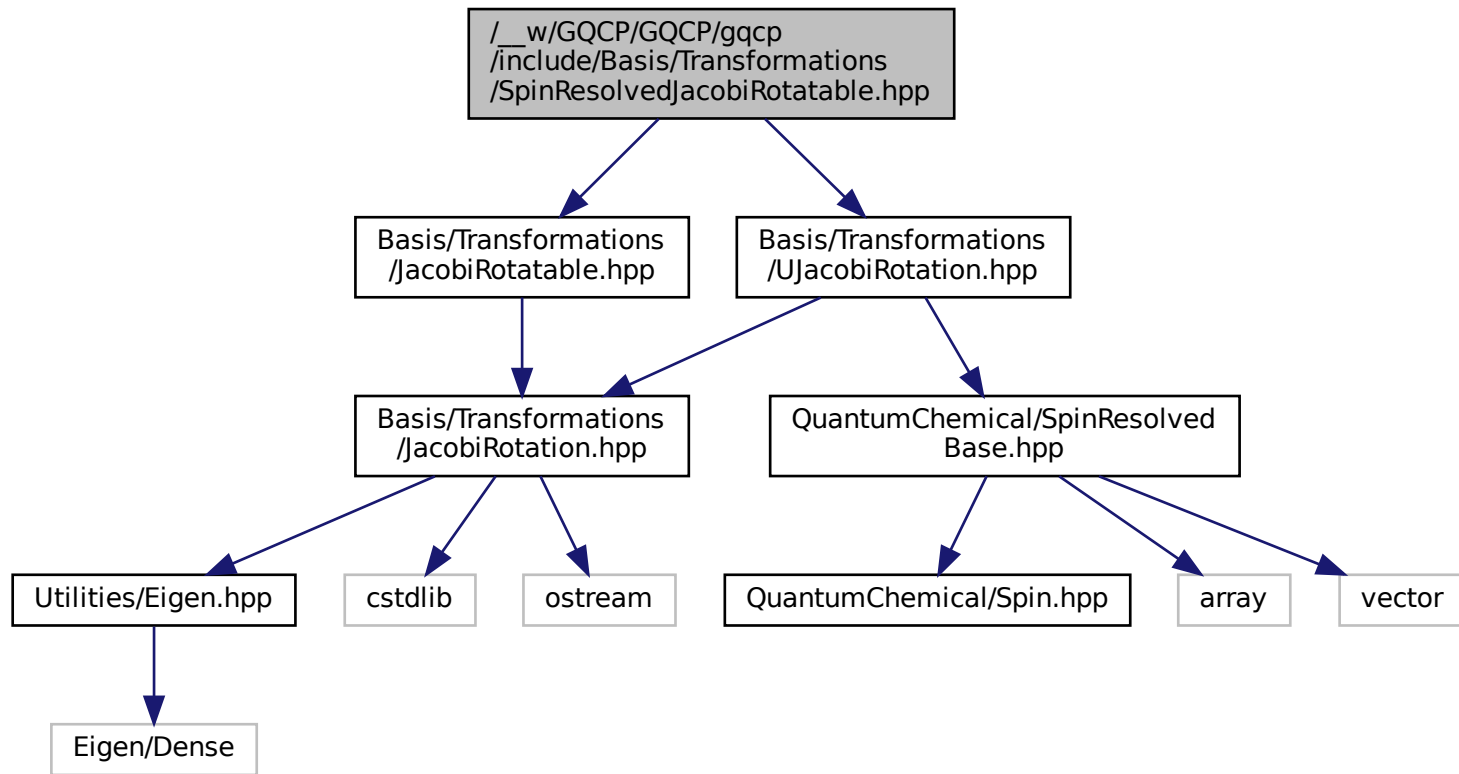 /__w/GQCP/GQCP/gqcp
/include/Basis/Transformations
/SpinResolvedJacobiRotatable.hpp
Basis/Transformations
/JacobiRotatable.hpp
Basis/Transformations
/UJacobiRotation.hpp
Basis/Transformations
/JacobiRotation.hpp
QuantumChemical/SpinResolved
Base.hpp
Utilities/Eigen.hpp
cstdlib
ostream
QuantumChemical/Spin.hpp
array
vector
Eigen/Dense